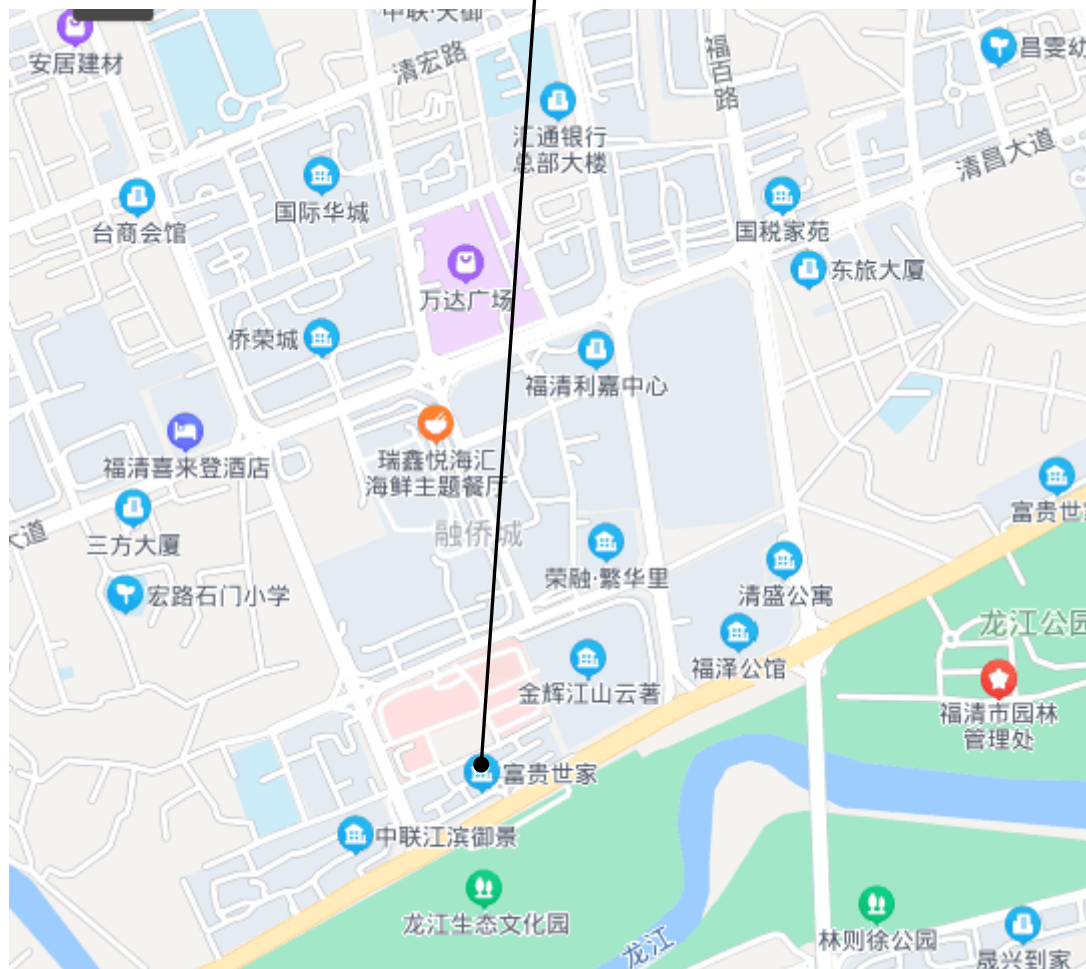 中联·天御
安居建材
清宏路
福百路
昌雯幼
汇通银行
总部大楼
清昌大道
国际华城
台商会馆
国税家苑
东旅大厦
万达广场
侨荣城
福清利嘉中心
瑞鑫悦海汇
海鲜主题餐厅
福清喜来登酒店
富贵世家
大道
三方大厦
融侨城
荣融·繁华里
清盛公寓
宏路石门小学
龙江公园
福泽公馆
金辉江山云著
福清市园林
管理处
富贵世家
中联江滨御景
龙江生态文化园
龙江
林则徐公园
晟兴到家